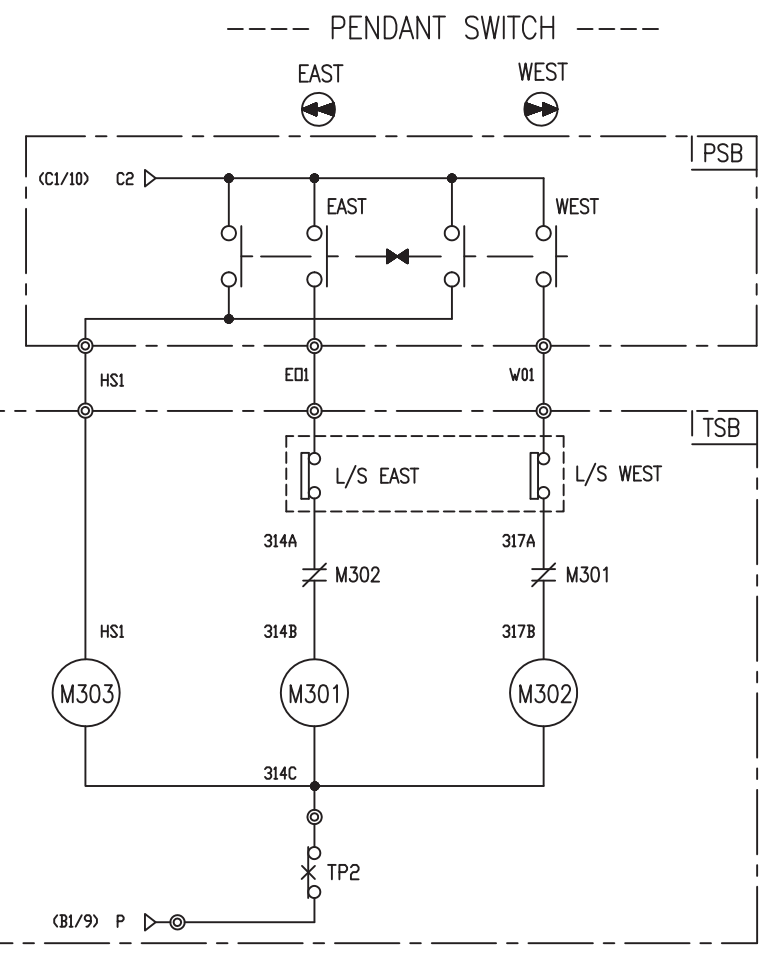 PENDANT SWITCH
EAST WEST
PSB
(C1/10) C2
EAST WEST
HS1 E01 W01
TSB
L/S EAST L/S WEST
314A 317A
M302 M301
HS1 314B 317B
M303 M301 M302
314C
TP2
(B1/9) P